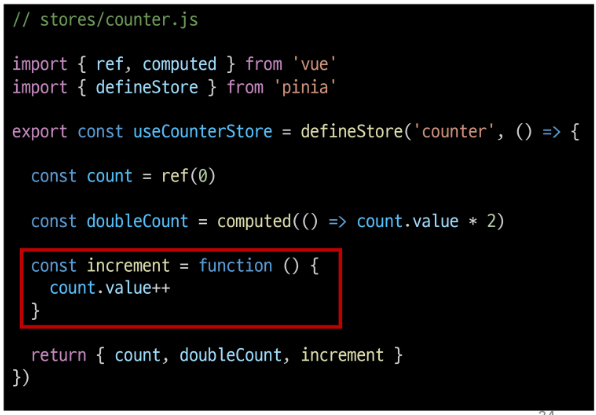 // stores/counter.js
import { ref, computed } from 'vue'
import { defineStore } from 'pinia'
export const useCounterStore = defineStore('counter', () => {
const count = ref(0)
const doubleCount = computed(() => count.value * 2)
const increment = function () {
count.value++
}
return { count, doubleCount, increment }
})